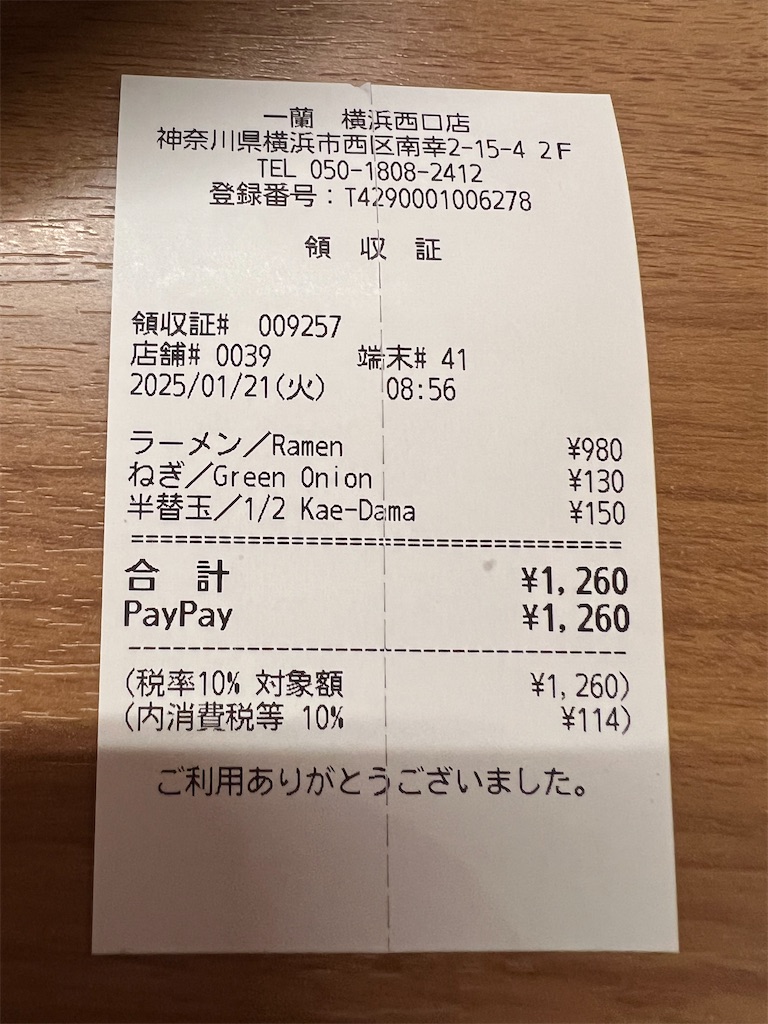 一蘭 横浜西口店
神奈川県横浜市西区南幸2-15-4 2F
TEL 050-1808-2412
登録番号：T4290001006278
領 収 証
領収証# 009257
店舗# 0039 端末# 41
2025/01/21(火) 08:56
ラーメン／Ramen ¥980
ねぎ／Green Onion ¥130
半替玉／1/2 Kae-Dama ¥150
================================
合 計 ¥1,260
PayPay ¥1,260
--------------------------------
(税率10% 対象額 ¥1,260)
(内消費税等 10% ¥114)
ご利用ありがとうございました。